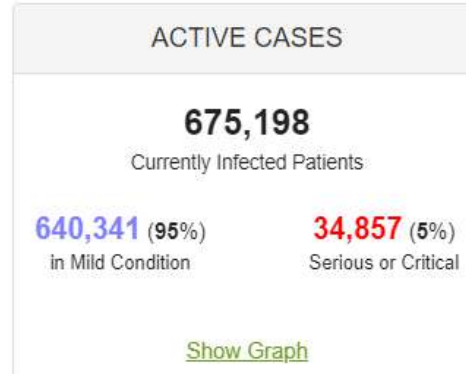 ACTIVE CASES
675,198
Currently Infected Patients
640,341 (95%)
in Mild Condition
34,857 (5%)
Serious or Critical
Show Graph